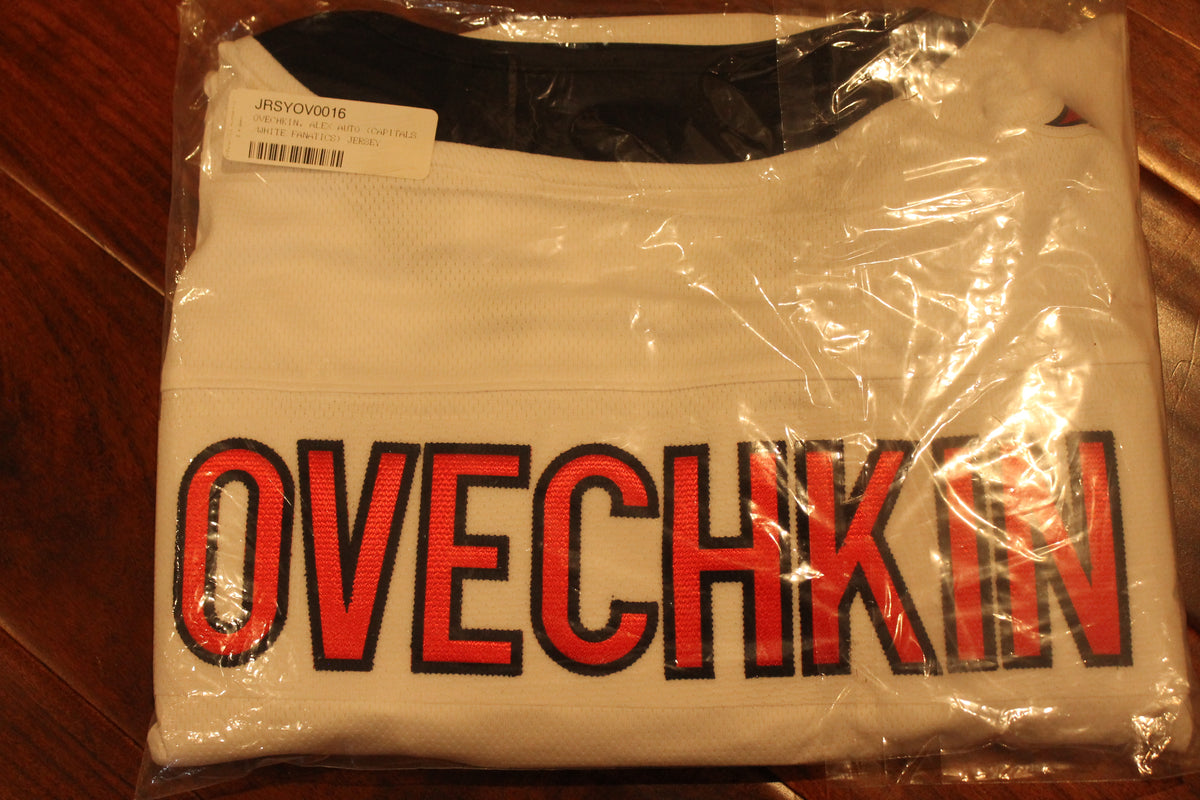 JRSYOV0016
OVECHKIN, ALEX AUTO (CAPITALS
WHITE FANATICS) JERSEY
OVECHKIN